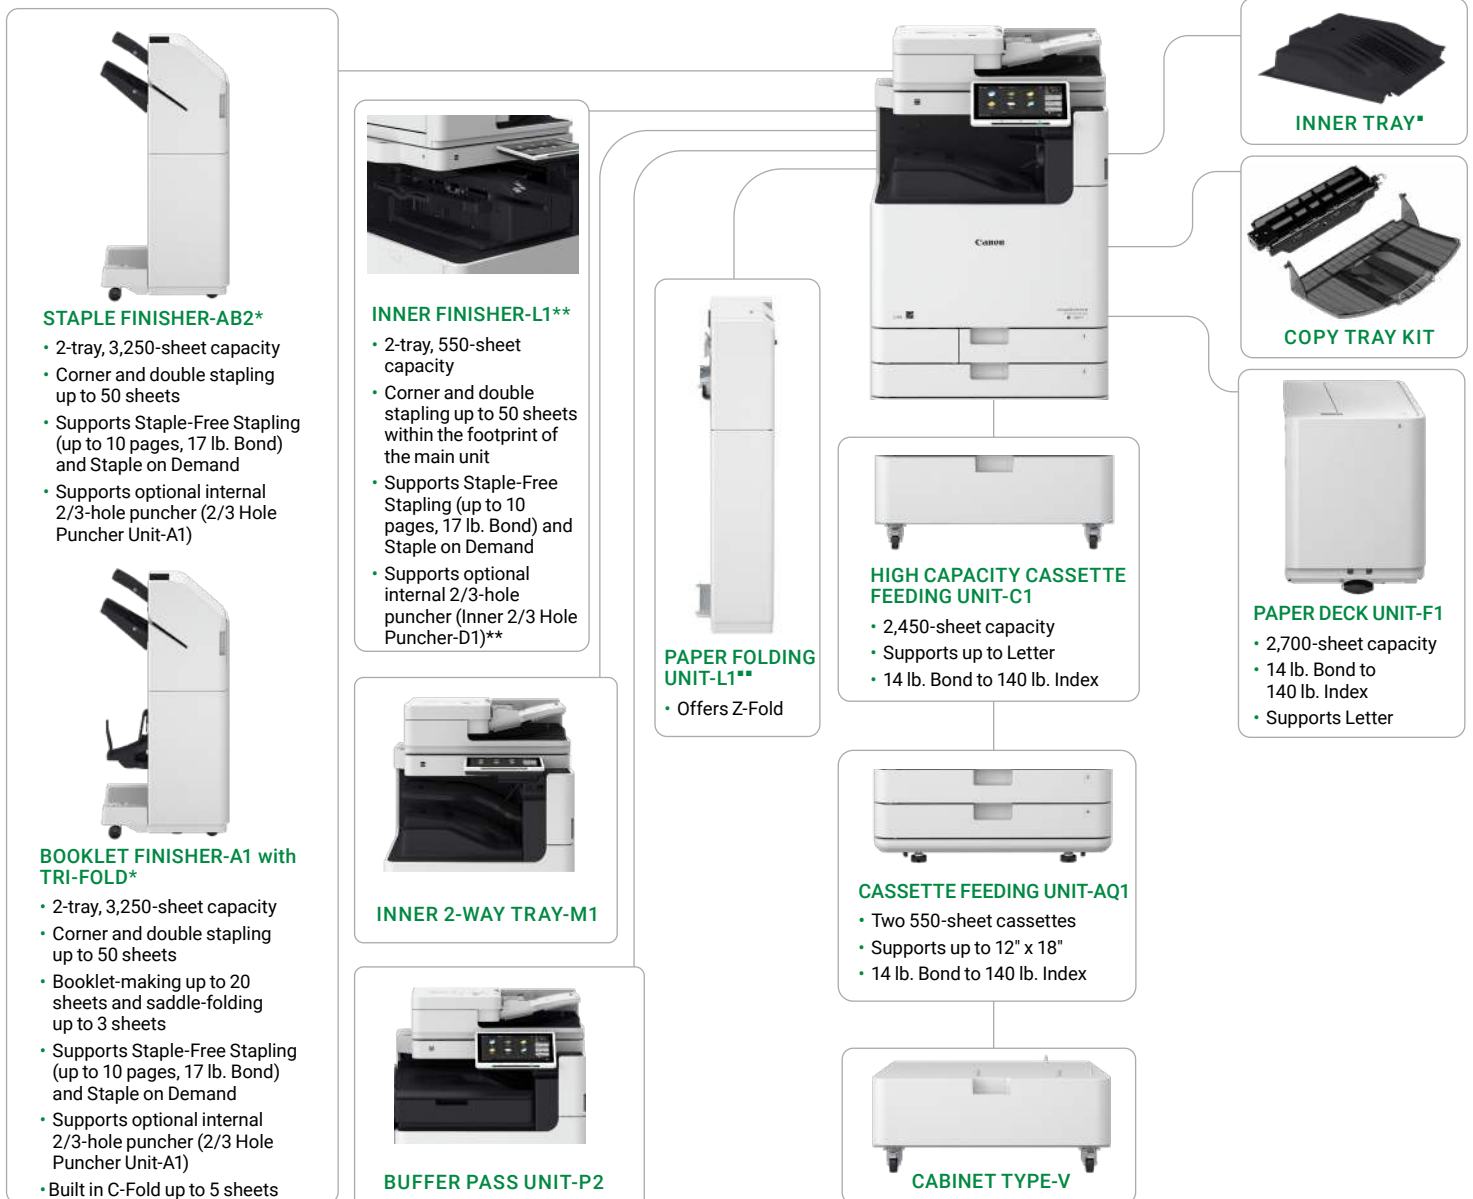 INNER TRAY▪
COPY TRAY KIT
Canon
STAPLE FINISHER-AB2*
• 2-tray, 3,250-sheet capacity
• Corner and double stapling
up to 50 sheets
• Supports Staple-Free Stapling
(up to 10 pages, 17 lb. Bond)
and Staple on Demand
• Supports optional internal
2/3-hole puncher (2/3 Hole
Puncher Unit-A1)
BOOKLET FINISHER-A1 with
TRI-FOLD*
• 2-tray, 3,250-sheet capacity
• Corner and double stapling
up to 50 sheets
• Booklet-making up to 20
sheets and saddle-folding
up to 3 sheets
• Supports Staple-Free Stapling
(up to 10 pages, 17 lb. Bond)
and Staple on Demand
• Supports optional internal
2/3-hole puncher (2/3 Hole
Puncher Unit-A1)
• Built in C-Fold up to 5 sheets
INNER FINISHER-L1**
• 2-tray, 550-sheet
capacity
• Corner and double
stapling up to 50 sheets
within the footprint of
the main unit
• Supports Staple-Free
Stapling (up to 10
pages, 17 lb. Bond) and
Staple on Demand
• Supports optional
internal 2/3-hole
puncher (Inner 2/3 Hole
Puncher-D1)**
INNER 2-WAY TRAY-M1
BUFFER PASS UNIT-P2
PAPER FOLDING
UNIT-L1▪▪
• Offers Z-Fold
HIGH CAPACITY CASSETTE
FEEDING UNIT-C1
• 2,450-sheet capacity
• Supports up to Letter
• 14 lb. Bond to 140 lb. Index
CASSETTE FEEDING UNIT-AQ1
• Two 550-sheet cassettes
• Supports up to 12" x 18"
• 14 lb. Bond to 140 lb. Index
CABINET TYPE-V
PAPER DECK UNIT-F1
• 2,700-sheet capacity
• 14 lb. Bond to
140 lb. Index
• Supports Letter